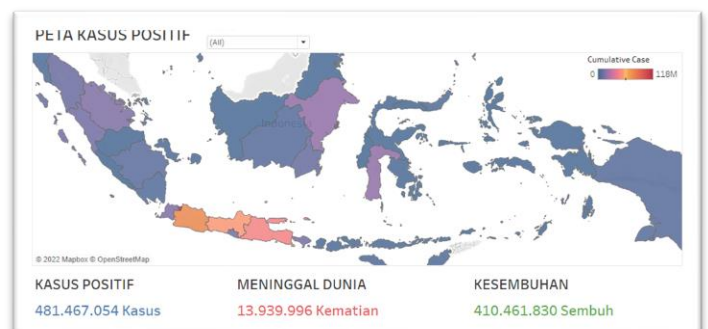 PETA KASUS POSITIF
(All)
Cumulative Case
0 118M
Indonesia
© 2022 Mapbox © OpenStreetMap
KASUS POSITIF MENINGGAL DUNIA KESEMBUHAN
481.467.054 Kasus 13.939.996 Kematian 410.461.830 Sembuh